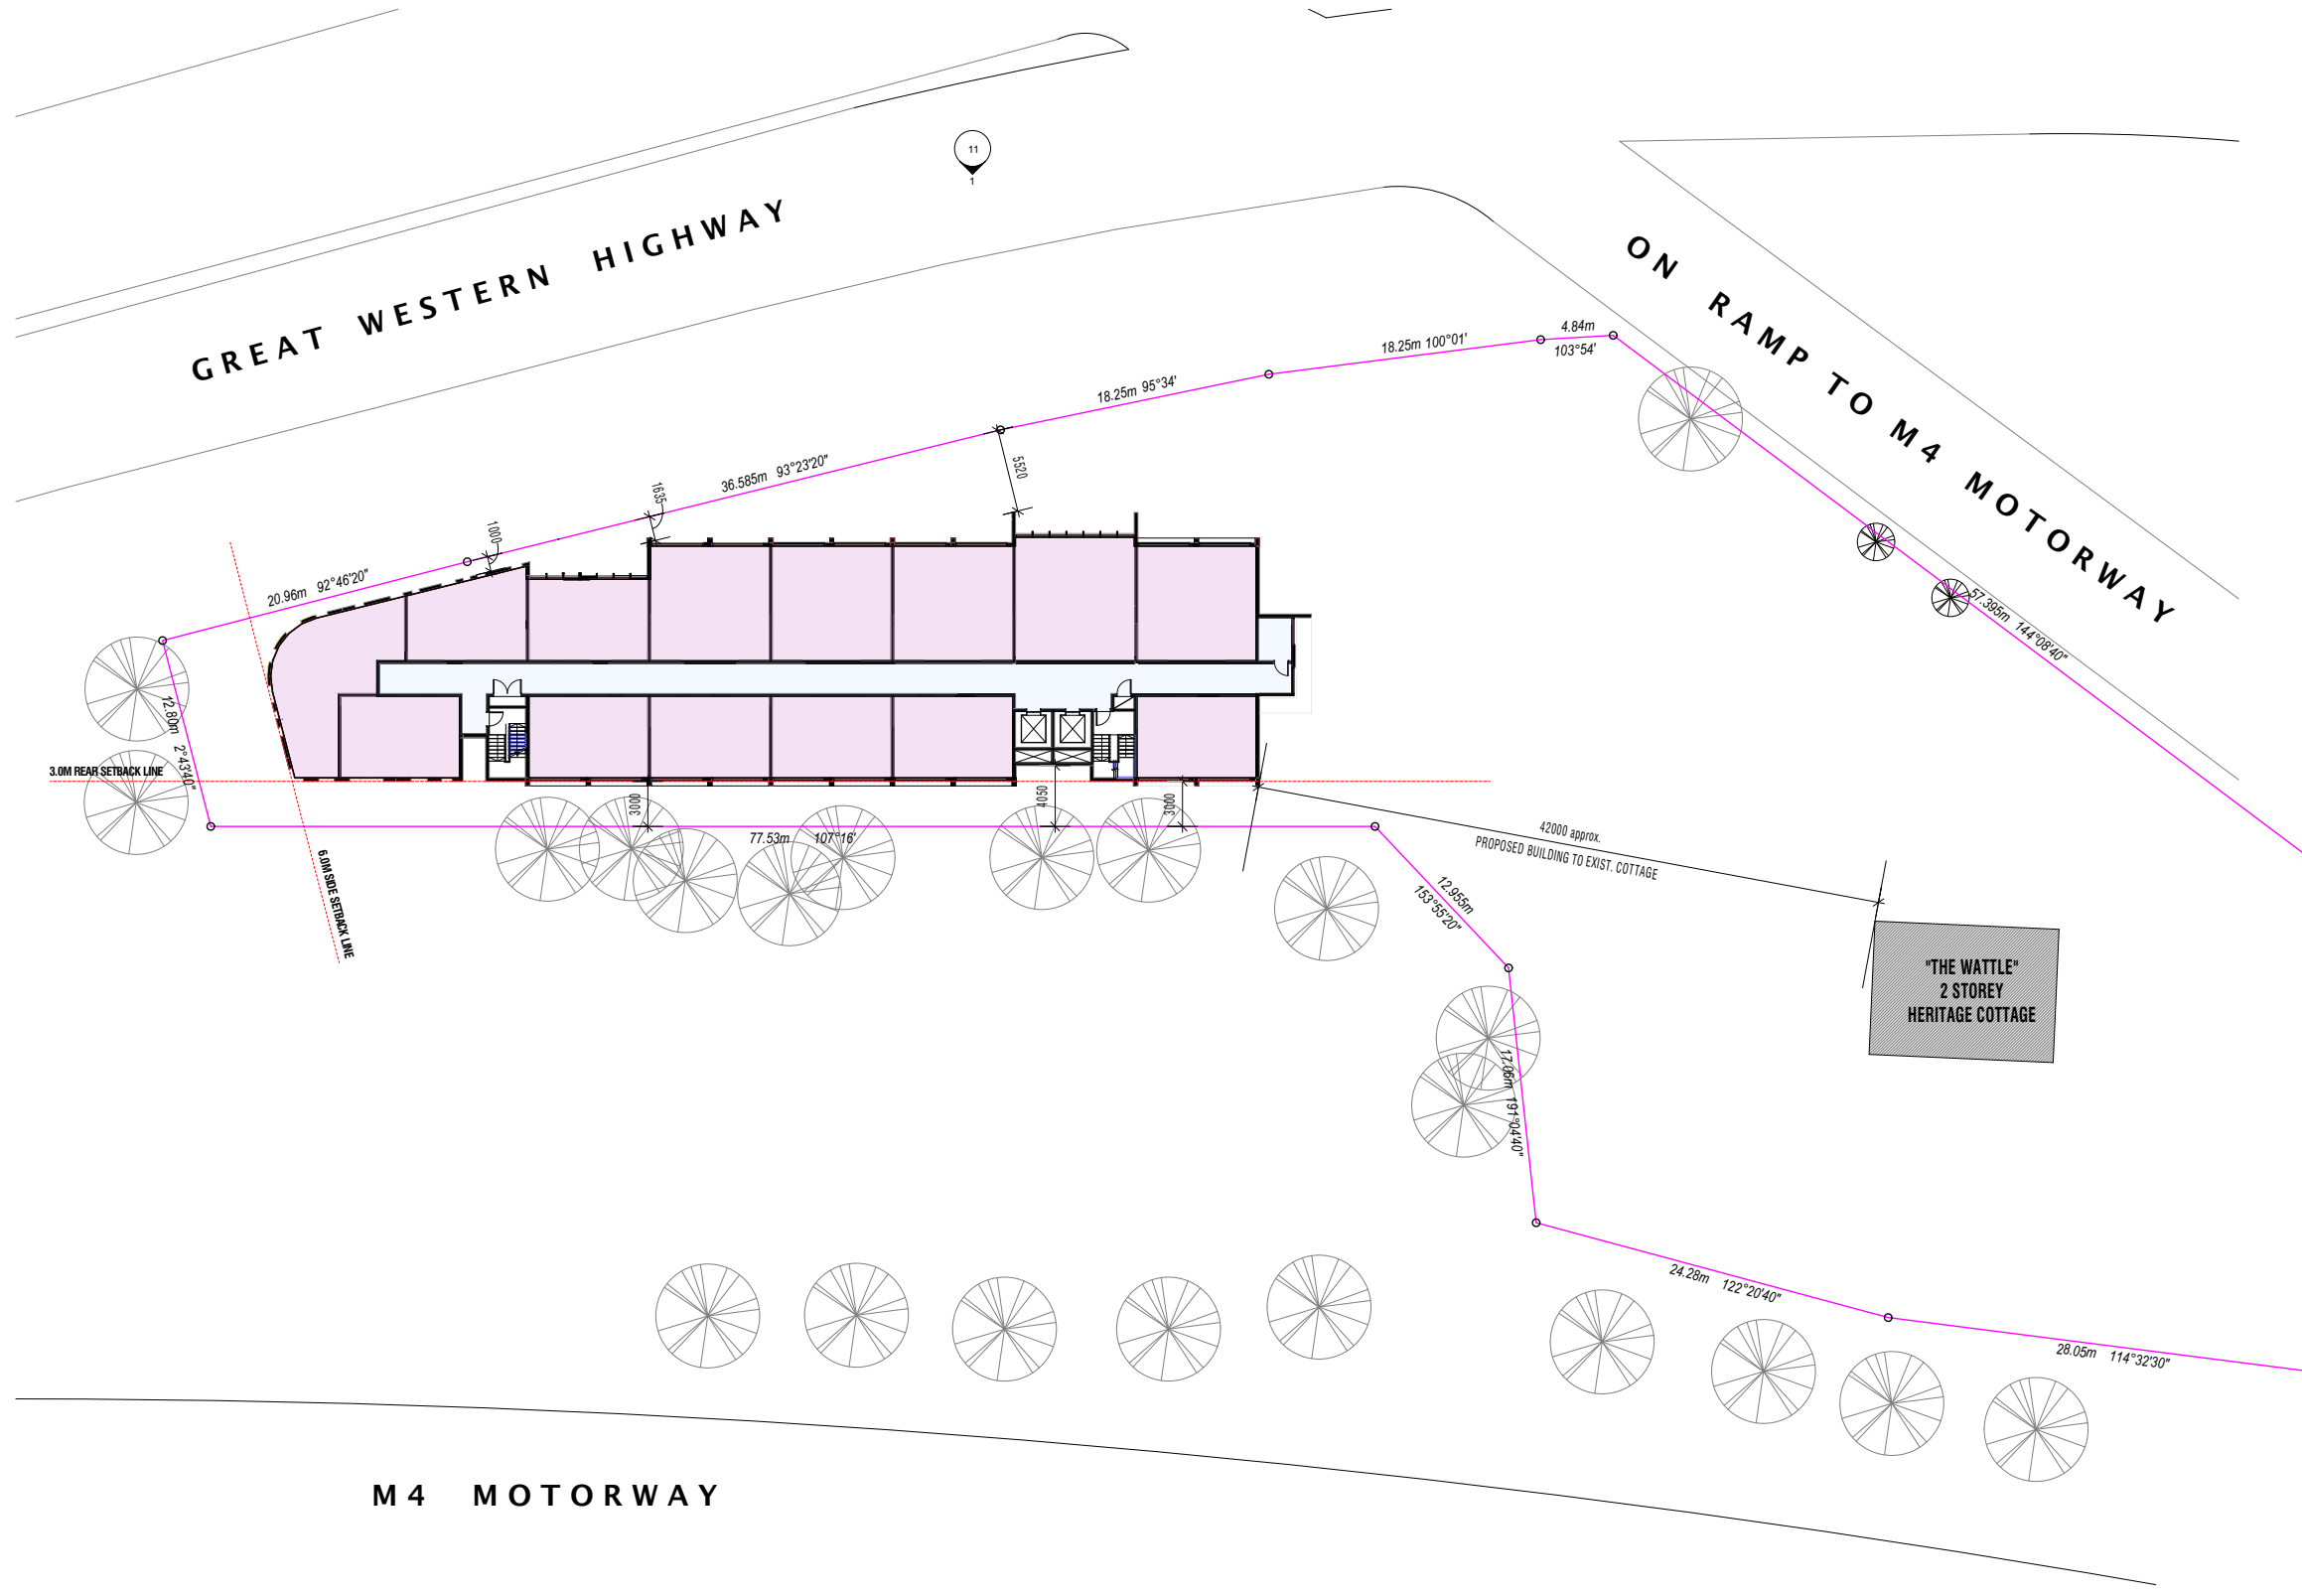 11
1
GREAT WESTERN HIGHWAY
ON RAMP TO M4 MOTORWAY
4.84m
103°54'
18.25m 100°01'
18.25m 95°34'
36.585m 93°23'20"
5520
1635
1000
20.96m 92°46'20"
57.395m 144°08'40"
12.80m 2°43'40"
3.0M REAR SETBACK LINE
3000
4050
3000
77.53m 107°16'
42000 approx.
PROPOSED BUILDING TO EXIST. COTTAGE
6.0M SIDE SETBACK LINE
12.955m
153°55'20"
"THE WATTLE"
2 STOREY
HERITAGE COTTAGE
17.06m 191°04'40"
24.28m 122°20'40"
28.05m 114°32'30"
M4 MOTORWAY